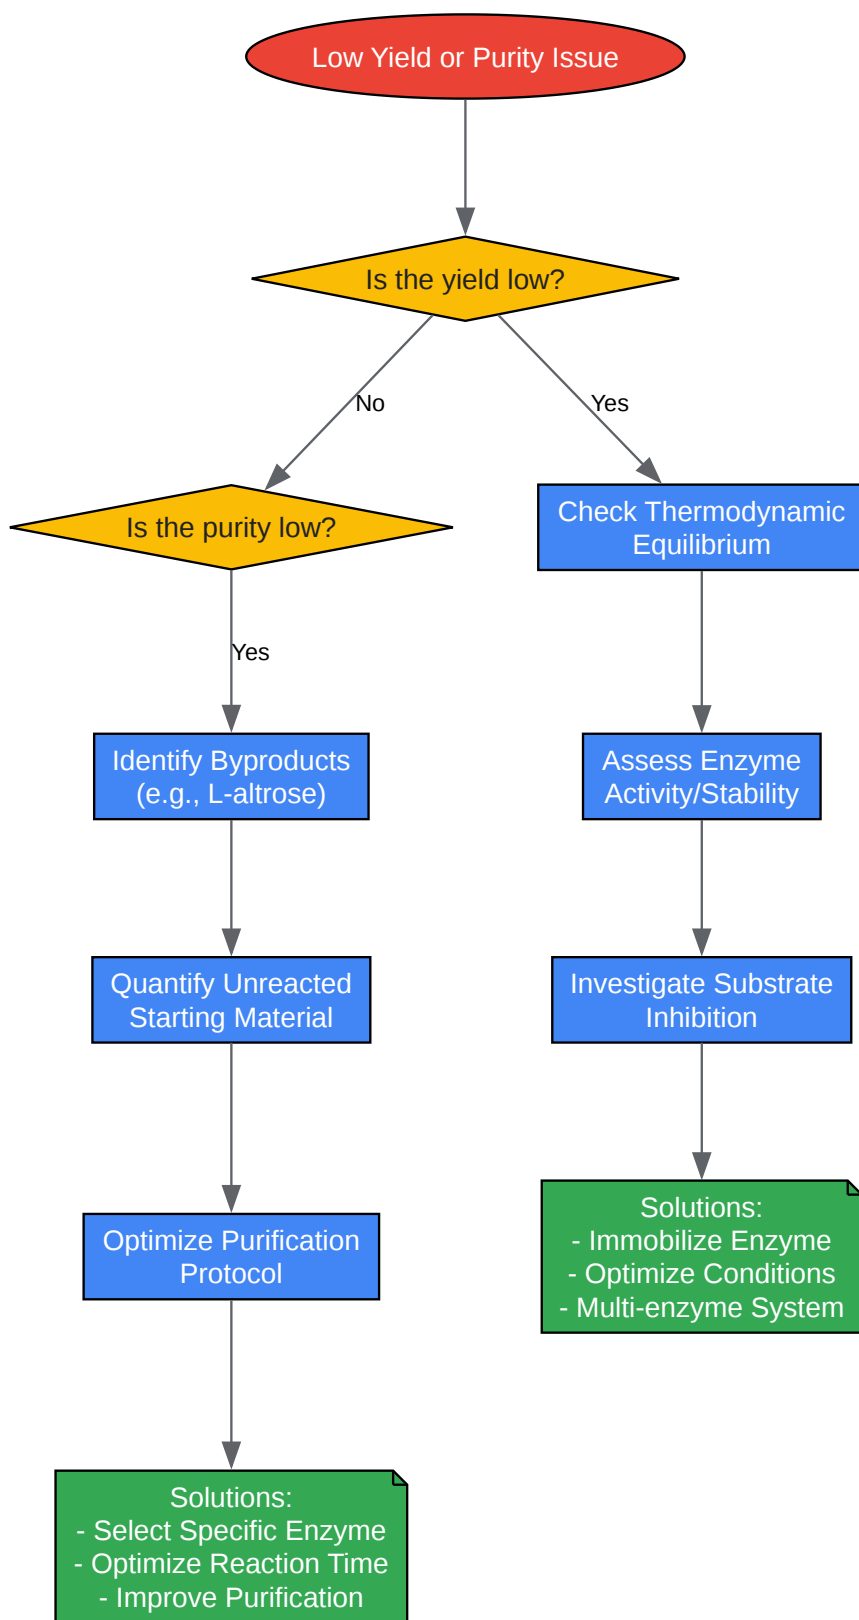 Low Yield or Purity Issue
Is the yield low?
No
Yes
Is the purity low?
Check Thermodynamic
Equilibrium
Yes
Identify Byproducts
(e.g., L-altrose)
Assess Enzyme
Activity/Stability
Quantify Unreacted
Starting Material
Investigate Substrate
Inhibition
Optimize Purification
Protocol
Solutions:
- Immobilize Enzyme
- Optimize Conditions
- Multi-enzyme System
Solutions:
- Select Specific Enzyme
- Optimize Reaction Time
- Improve Purification